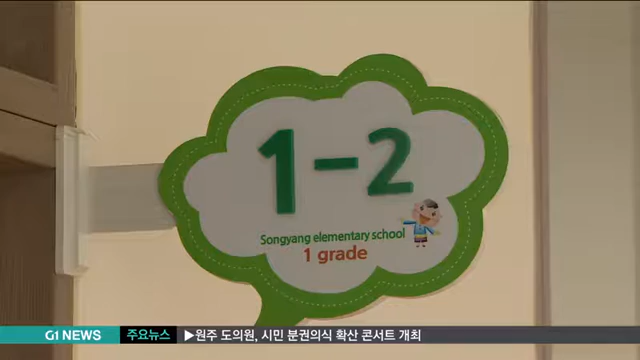 1-2
Songyang elementary school
1 grade
G1 NEWS
주요뉴스
▶원주 도의원, 시민 분권의식 확산 콘서트 개최